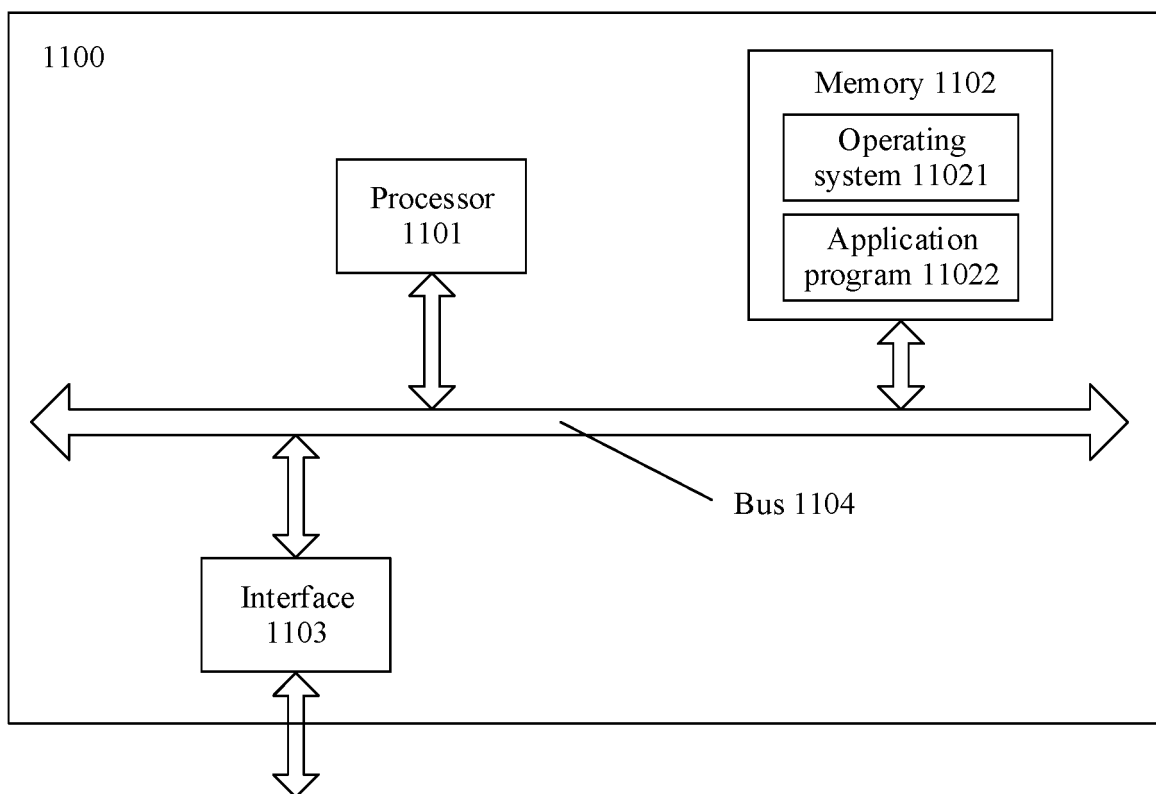 1100
Memory 1102
Operating
system 11021
Application
program 11022
Processor
1101
Bus 1104
Interface
1103